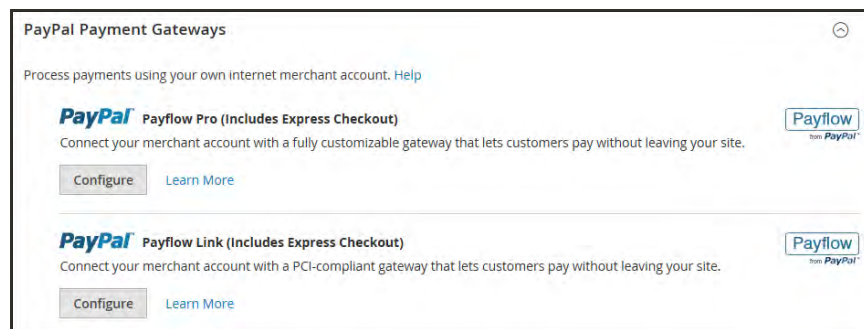 PayPal Payment Gateways
Process payments using your own internet merchant account. Help
PayPal Payflow Pro (Includes Express Checkout)
Payflow
from PayPal
Connect your merchant account with a fully customizable gateway that lets customers pay without leaving your site.
Configure Learn More
PayPal Payflow Link (Includes Express Checkout)
Payflow
from PayPal
Connect your merchant account with a PCI-compliant gateway that lets customers pay without leaving your site.
Configure Learn More